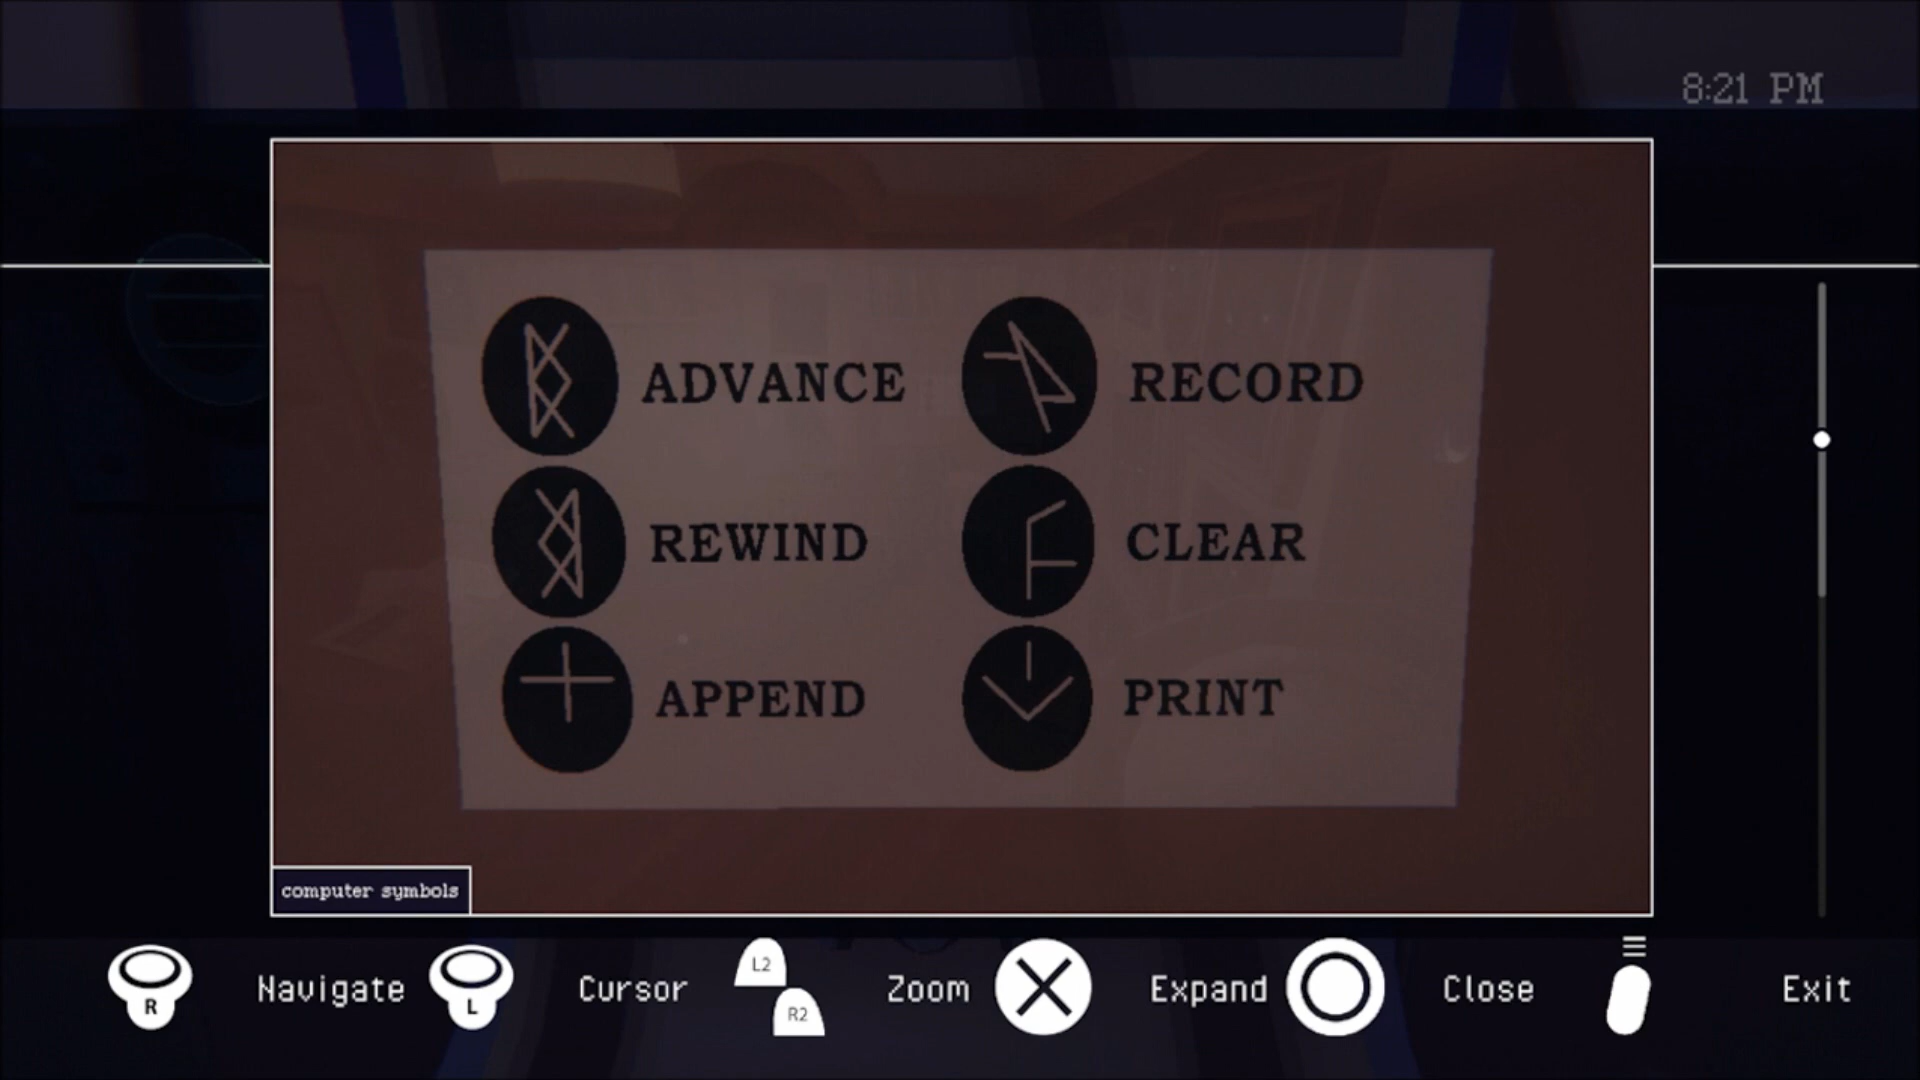 8:21 PM
ADVANCE
RECORD
REWIND
CLEAR
APPEND
PRINT
computer symbols
R Navigate L Cursor L2 R2 Zoom Expand Close Exit